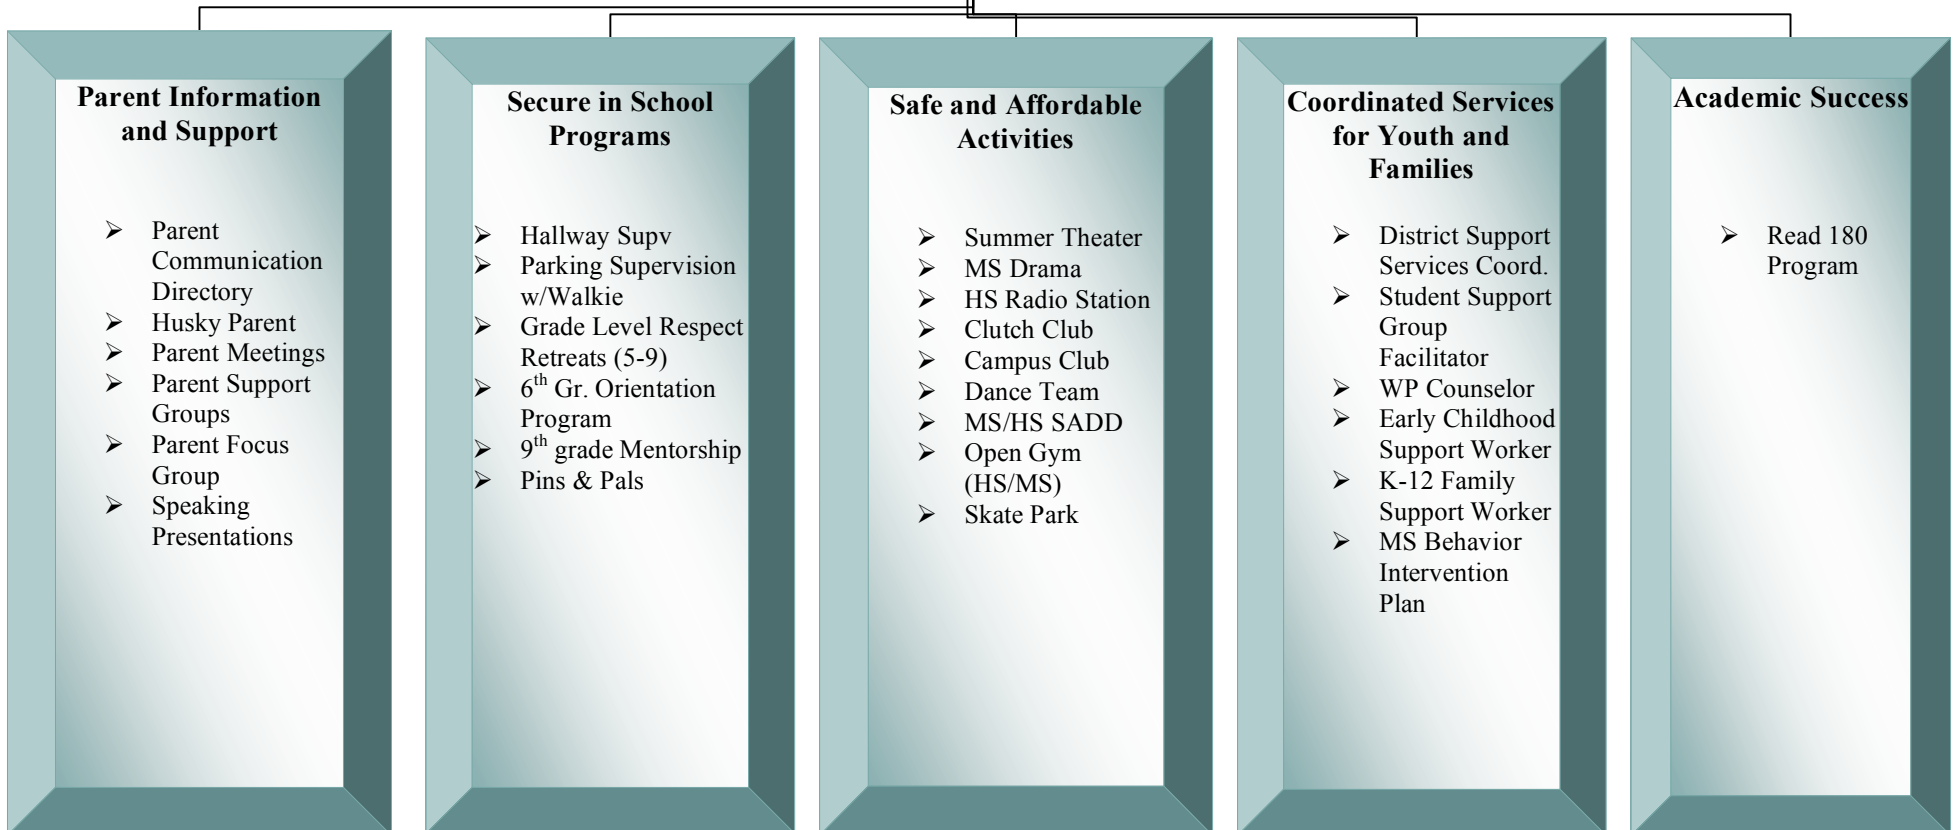 Parent Information
and Support
➢ Parent
Communication
Directory
➢ Husky Parent
➢ Parent Meetings
➢ Parent Support
Groups
➢ Parent Focus
Group
➢ Speaking
Presentations
Secure in School
Programs
➢ Hallway Supv
➢ Parking Supervision
w/Walkie
➢ Grade Level Respect
Retreats (5-9)
➢ 6th Gr. Orientation
Program
➢ 9th grade Mentorship
➢ Pins & Pals
Safe and Affordable
Activities
➢ Summer Theater
➢ MS Drama
➢ HS Radio Station
➢ Clutch Club
➢ Campus Club
➢ Dance Team
➢ MS/HS SADD
➢ Open Gym
(HS/MS)
➢ Skate Park
Coordinated Services
for Youth and
Families
➢ District Support
Services Coord.
➢ Student Support
Group
Facilitator
➢ WP Counselor
➢ Early Childhood
Support Worker
➢ K-12 Family
Support Worker
➢ MS Behavior
Intervention
Plan
Academic Success
➢ Read 180
Program